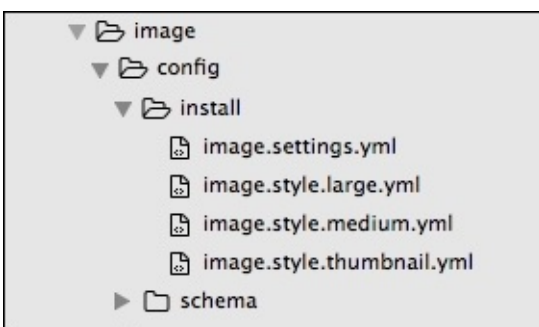 image
config
install
image.settings.yml
image.style.large.yml
image.style.medium.yml
image.style.thumbnail.yml
schema